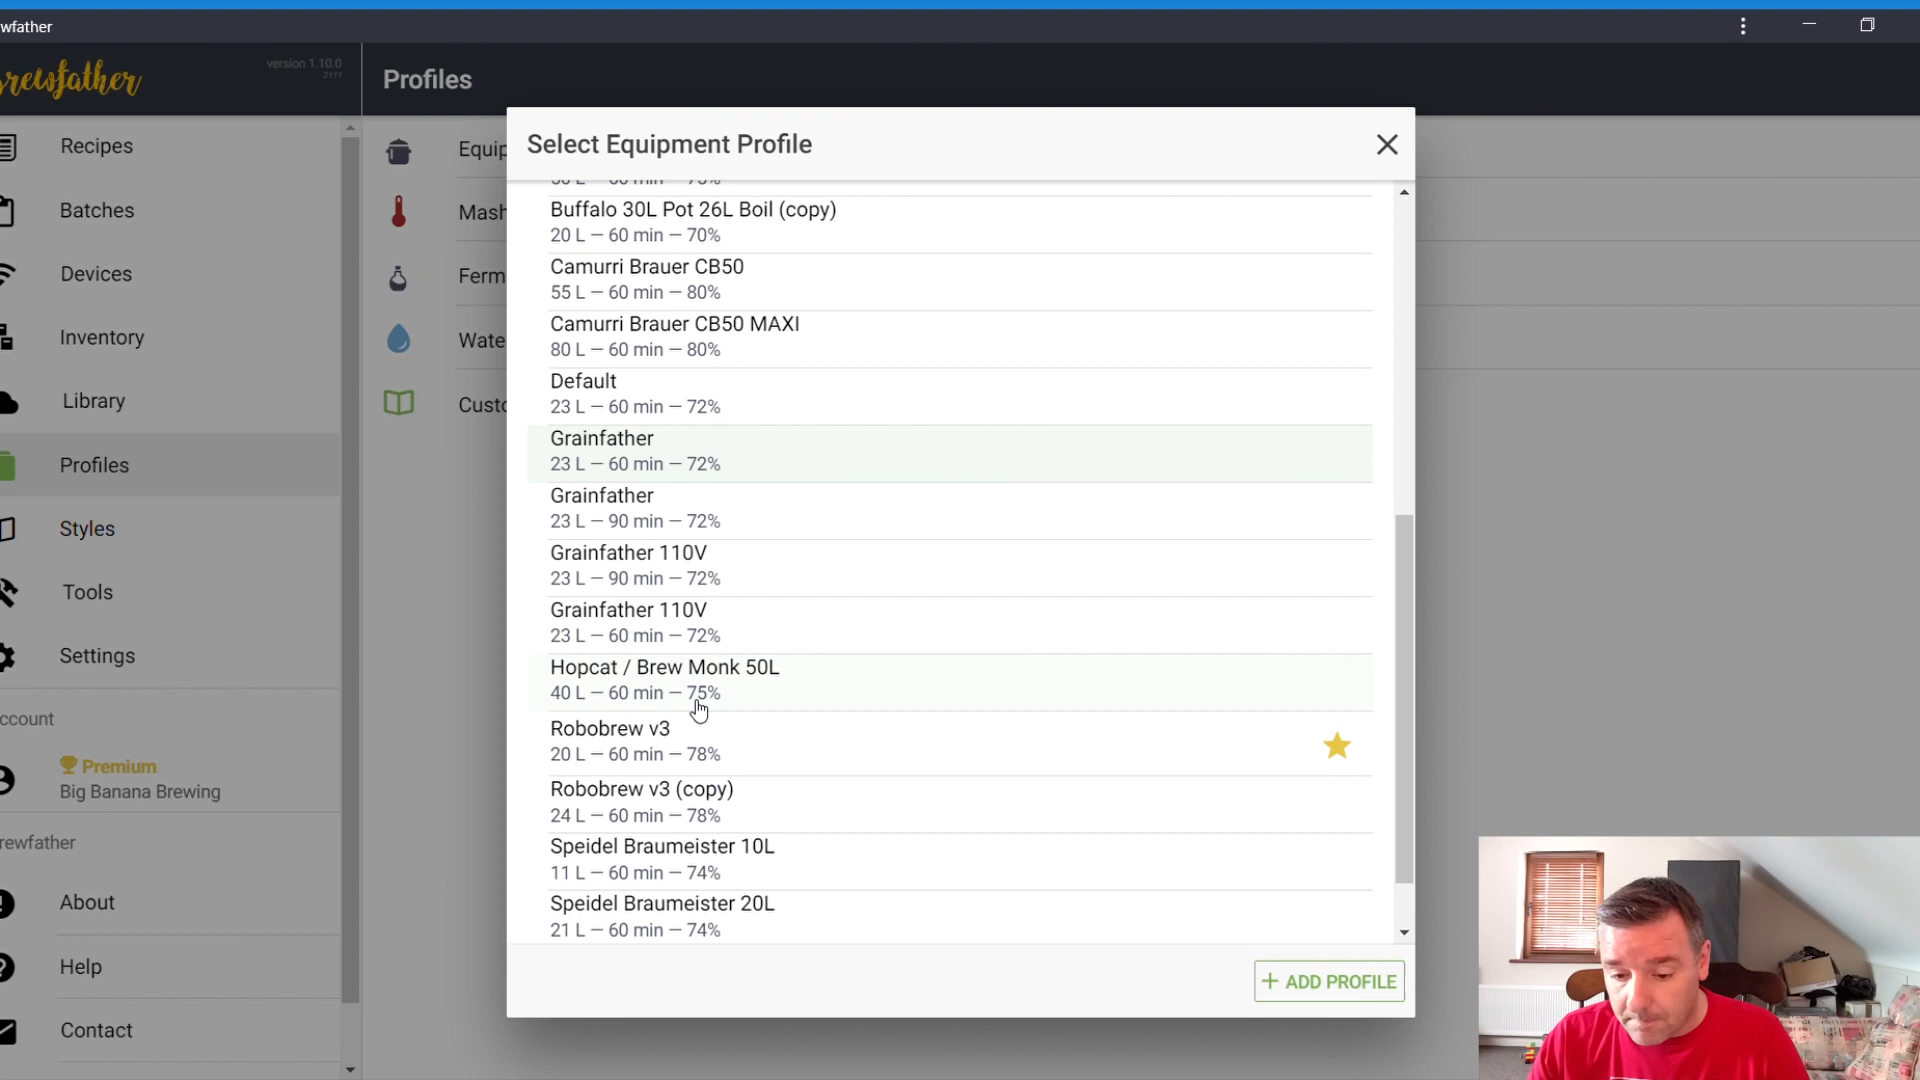 wfather
rewfather
version 1.10.0
2111
Profiles
Recipes
Batches
Devices
Inventory
Library
Profiles
Styles
Tools
Settings
ccount
Premium
Big Banana Brewing
rewfather
About
Help
Contact
Equip
Mash
Ferm
Wate
Custo
Select Equipment Profile
Buffalo 30L Pot 26L Boil (copy)
20 L – 60 min – 70%
Camurri Brauer CB50
55 L – 60 min – 80%
Camurri Brauer CB50 MAXI
80 L – 60 min – 80%
Default
23 L – 60 min – 72%
Grainfather
23 L – 60 min – 72%
Grainfather
23 L – 90 min – 72%
Grainfather 110V
23 L – 90 min – 72%
Grainfather 110V
23 L – 60 min – 72%
Hopcat / Brew Monk 50L
40 L – 60 min – 75%
Robobrew v3
20 L – 60 min – 78%
Robobrew v3 (copy)
24 L – 60 min – 78%
Speidel Braumeister 10L
11 L – 60 min – 74%
Speidel Braumeister 20L
21 L – 60 min – 74%
+ ADD PROFILE